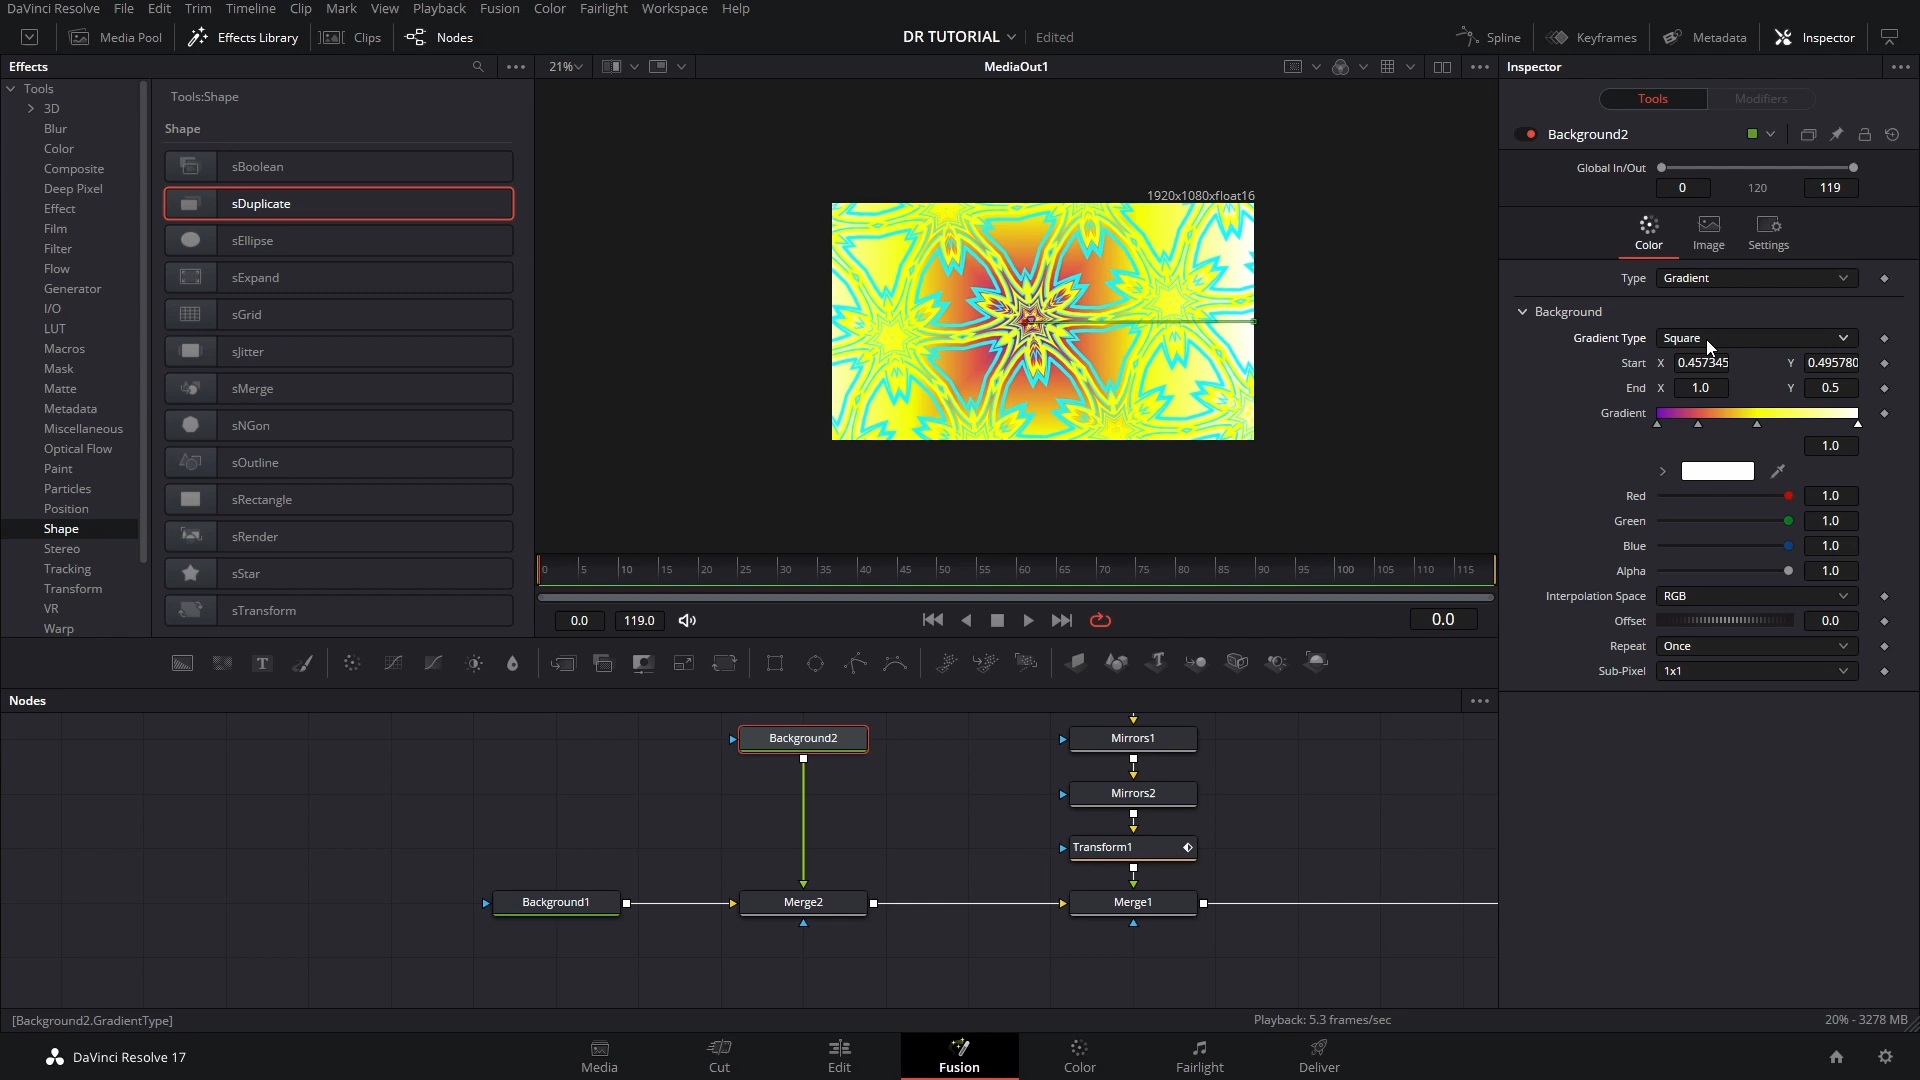 DaVinci Resolve File Edit Trim Timeline Clip Mark View Playback Fusion Color Fairlight Workspace Help
Media Pool Effects Library Clips Nodes DR TUTORIAL Edited Spline Keyframes Metadata Inspector
Effects 21% MediaOut1 Inspector
Tools
3D
Blur
Color
Composite
Deep Pixel
Effect
Film
Filter
Flow
Generator
I/O
LUT
Macros
Mask
Matte
Metadata
Miscellaneous
Optical Flow
Paint
Particles
Position
Shape
Stereo
Tracking
Transform
VR
Warp
Tools:Shape
Shape
sBoolean
sDuplicate
sEllipse
sExpand
sGrid
sJitter
sMerge
sNGon
sOutline
sRectangle
sRender
sStar
sTransform
1920x1080xfloat16
0 5 10 15 20 25 30 35 40 45 50 55 60 65 70 75 80 85 90 95 100 105 110 115
0.0 119.0 0.0
Tools Modifiers
Background2
Global In/Out
0 120 119
Color Image Settings
Type Gradient
Background
Gradient Type Square
Start X 0.457345 Y 0.495780
End X 1.0 Y 0.5
Gradient
1.0
Red 1.0
Green 1.0
Blue 1.0
Alpha 1.0
Interpolation Space RGB
Offset 0.0
Repeat Once
Sub-Pixel 1x1
Nodes
Background2 Mirrors1
Mirrors2
Transform1
Background1 Merge2 Merge1
[Background2.GradientType] Playback: 5.3 frames/sec 20% - 3278 MB
DaVinci Resolve 17 Media Cut Edit Fusion Color Fairlight Deliver